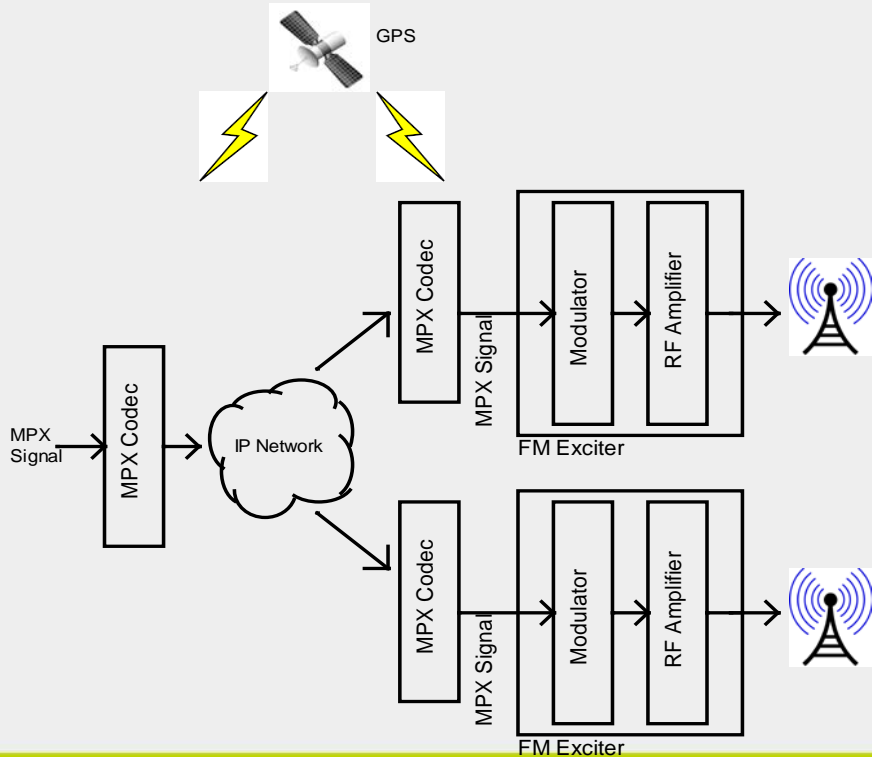 GPS
MPX Codec
MPX Signal
Modulator
RF Amplifier
FM Exciter
MPX
Signal
MPX Codec
IP Network
MPX Codec
MPX Signal
Modulator
RF Amplifier
FM Exciter